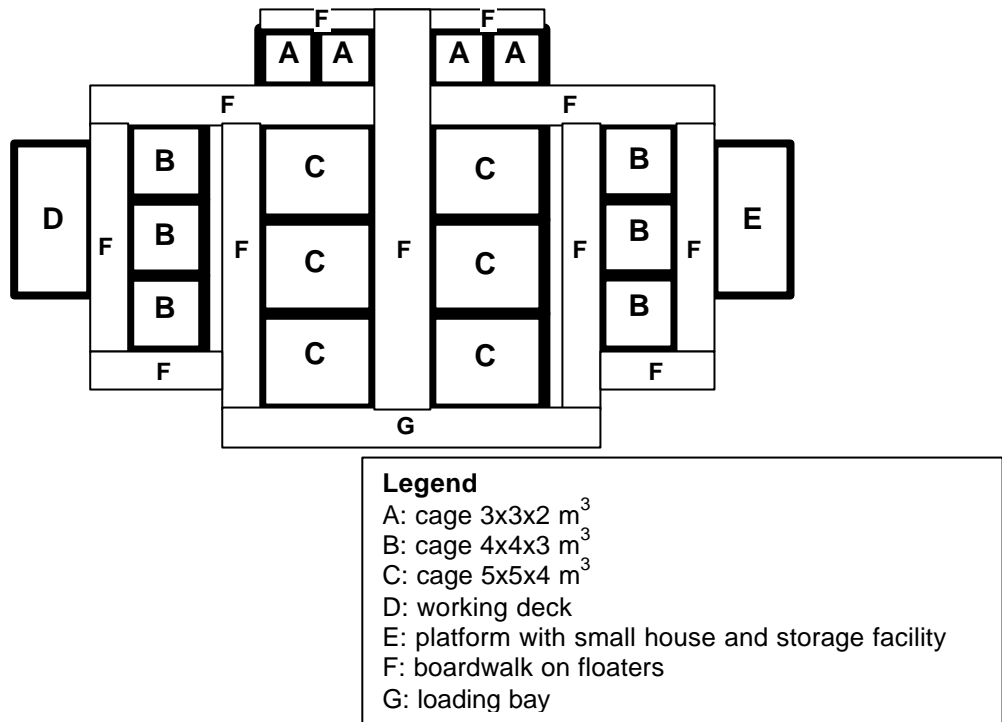 F F
A A A A
F F
B C C B
D B C C B E
F F F F F
B C C B
F F
G
Legend
A: cage 3x3x2 m³
B: cage 4x4x3 m³
C: cage 5x5x4 m³
D: working deck
E: platform with small house and storage facility
F: boardwalk on floaters
G: loading bay